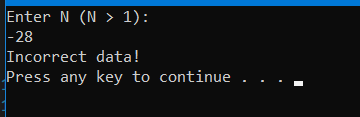 Enter N (N > 1):
-28
Incorrect data!
Press any key to continue . . .